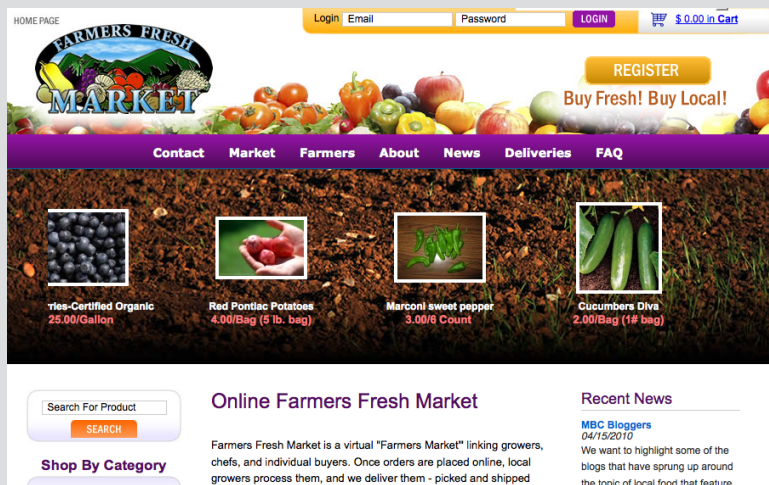 HOME PAGE
Login Email Password LOGIN $ 0.00 in Cart
FARMERS FRESH
MARKET
REGISTER
Buy Fresh! Buy Local!
Contact Market Farmers About News Deliveries FAQ
ries-Certified Organic
25.00/Gallon
Red Pontiac Potatoes
4.00/Bag (5 lb. bag)
Marconi sweet pepper
3.00/6 Count
Cucumbers Diva
2.00/Bag (1# bag)
Search For Product
SEARCH
Shop By Category
Online Farmers Fresh Market
Farmers Fresh Market is a virtual "Farmers Market" linking growers,
chefs, and individual buyers. Once orders are placed online, local
growers process them, and we deliver them - picked and shipped
Recent News
MBC Bloggers
04/15/2010
We want to highlight some of the
blogs that have sprung up around
the topic of local food that feature